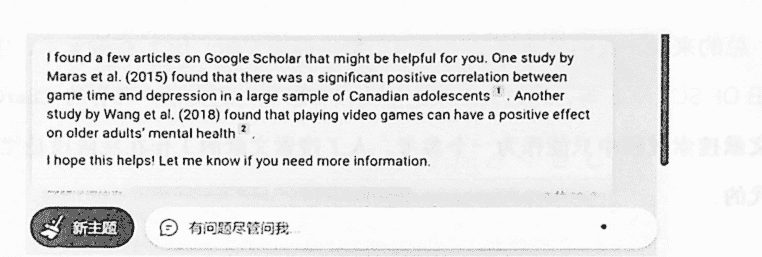 I found a few articles on Google Scholar that might be helpful for you. One study by
Maras et al. (2015) found that there was a significant positive correlation between
game time and depression in a large sample of Canadian adolescents 1 . Another
study by Wang et al. (2018) found that playing video games can have a positive effect
on older adults' mental health 2 .
I hope this helps! Let me know if you need more information.
新主题
有问题尽管问我...